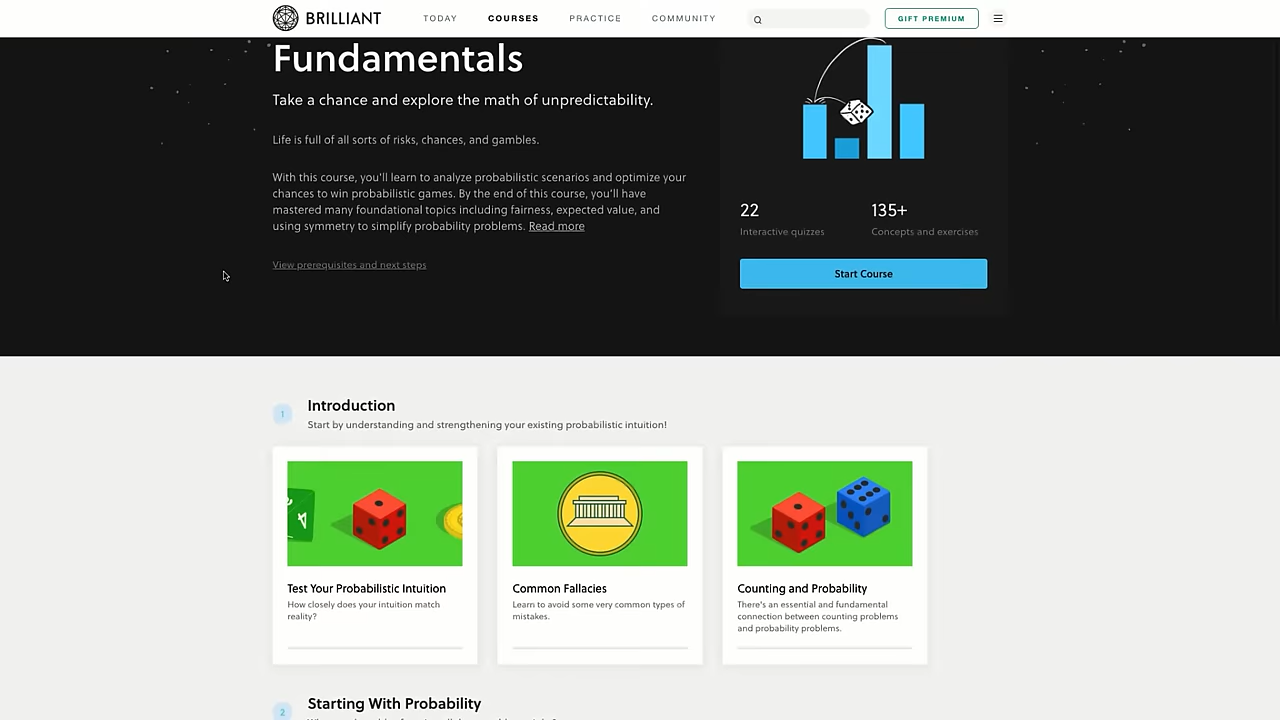 BRILLIANT
TODAY
COURSES
PRACTICE
COMMUNITY
GIFT PREMIUM
Fundamentals
Take a chance and explore the math of unpredictability.
Life is full of all sorts of risks, chances, and gambles.
With this course, you'll learn to analyze probabilistic scenarios and optimize your
chances to win probabilistic games. By the end of this course, you'll have
mastered many foundational topics including fairness, expected value, and
using symmetry to simplify probability problems. Read more
View prerequisites and next steps
22
Interactive quizzes
135+
Concepts and exercises
Start Course
1
Introduction
Start by understanding and strengthening your existing probabilistic intuition!
Test Your Probabilistic Intuition
How closely does your intuition match
reality?
Common Fallacies
Learn to avoid some very common types of
mistakes.
Counting and Probability
There's an essential and fundamental
connection between counting problems
and probability problems.
2
Starting With Probability